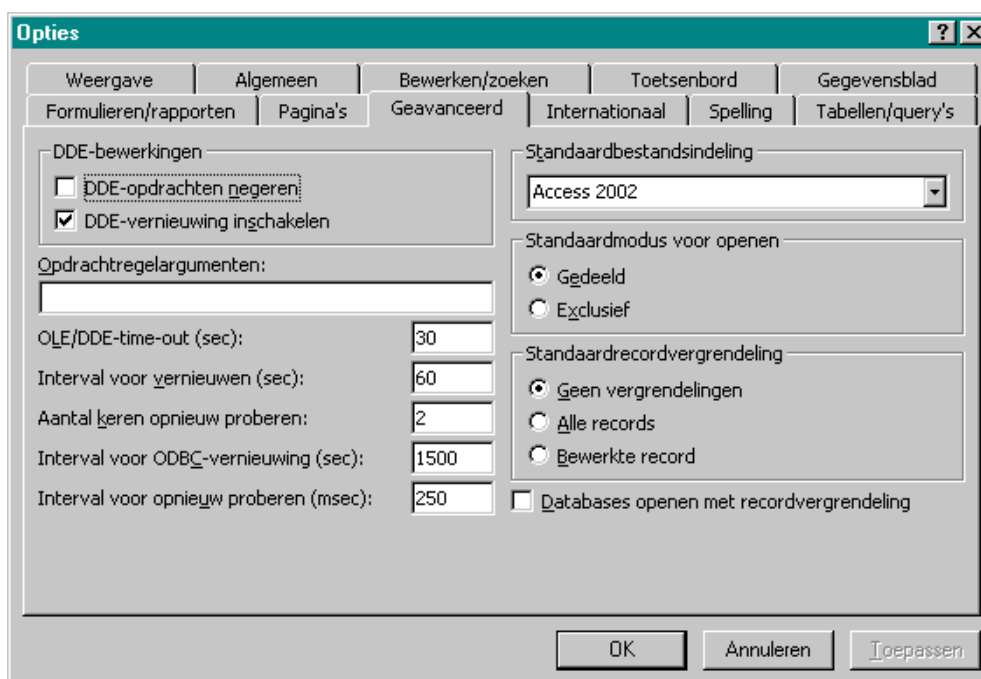 Opties
Weergave Algemeen Bewerken/zoeken Toetsenbord Gegevensblad
Formulieren/rapporten Pagina's Geavanceerd Internationaal Spelling Tabellen/query's
DDE-bewerkingen
DDE-opdrachten negeren
DDE-vernieuwing inschakelen
Opdrachtregelargumenten:
OLE/DDE-time-out (sec): 30
Interval voor vernieuwen (sec): 60
Aantal keren opnieuw proberen: 2
Interval voor ODBC-vernieuwing (sec): 1500
Interval voor opnieuw proberen (msec): 250
Standaardbestandsindeling
Access 2002
Standaardmodus voor openen
Gedeeld
Exclusief
Standaardrecordvergrendeling
Geen vergrendelingen
Alle records
Bewerkte record
Databases openen met recordvergrendeling
OK Annuleren Toepassen